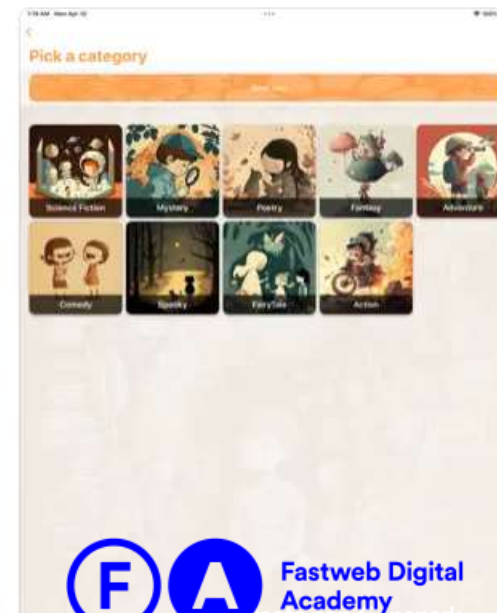 Pick a category
Science Fiction
Mystery
Poetry
Fantasy
Adventure
Comedy
Spooky
FairyTale
Action
F A
Fastweb Digital
Academy